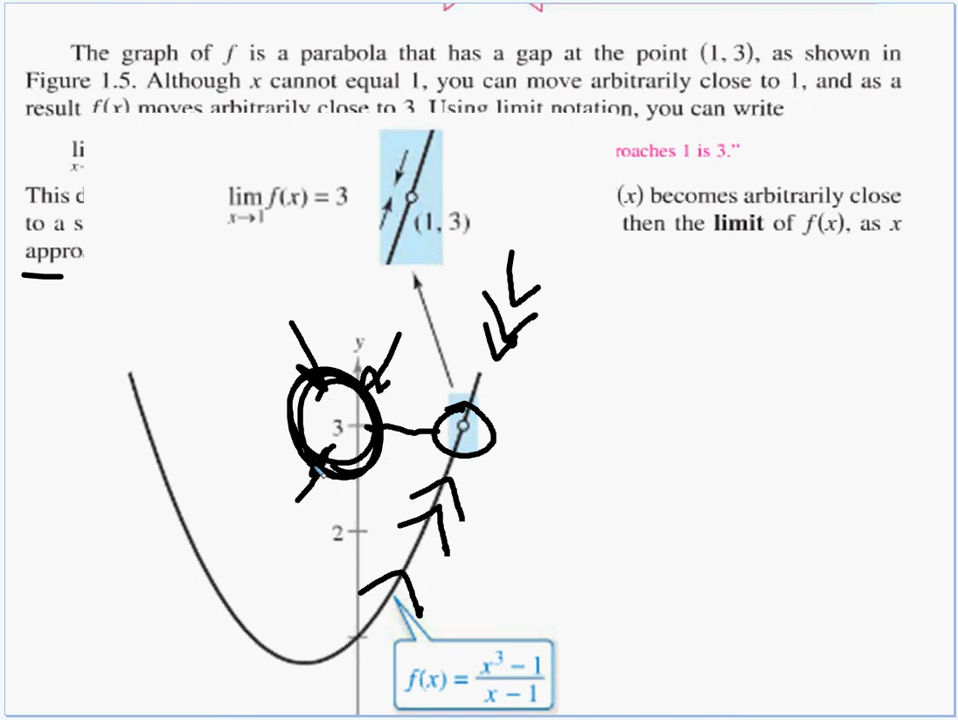 The graph of f is a parabola that has a gap at the point (1, 3), as shown in
Figure 1.5. Although x cannot equal 1, you can move arbitrarily close to 1, and as a
result f(x) moves arbitrarily close to 3. Using limit notation, you can write
li
x→
roaches 1 is 3.”
This
(x) becomes arbitrarily close
to a s
then the limit of f(x), as x
appro
lim f(x) = 3
x→1
(1, 3)
y
3
2
f(x) = x³ − 1
x − 1